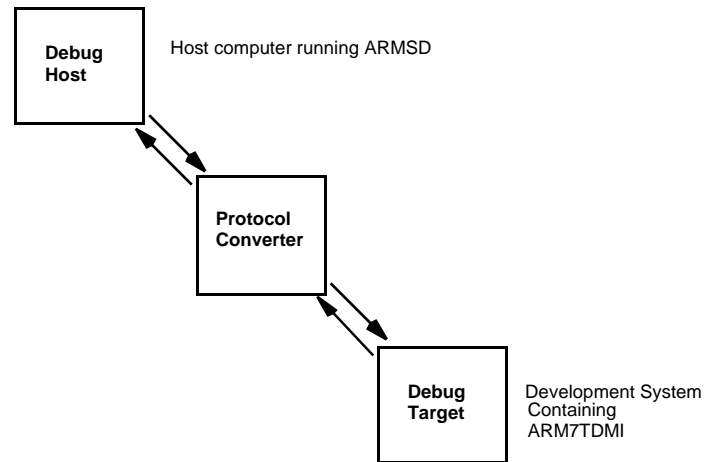 Debug
Host
Host computer running ARMSD
Protocol
Converter
Debug
Target
Development System
Containing
ARM7TDMI